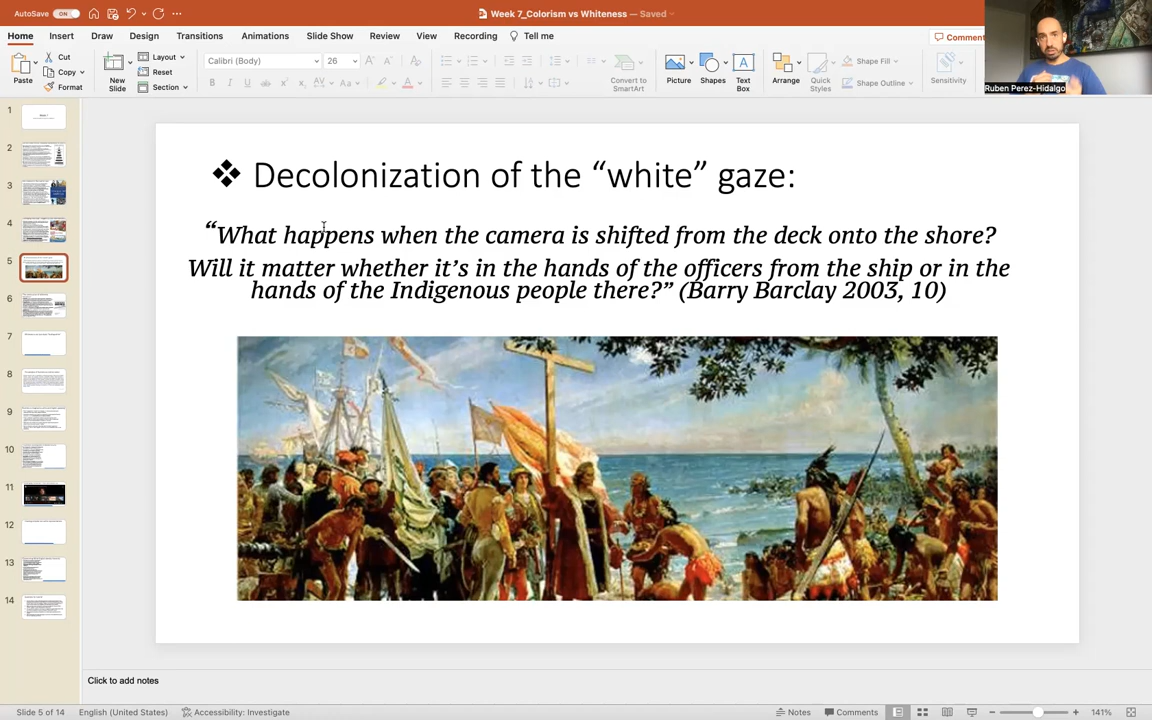 AutoSave ON
Week 7_Colorism vs Whiteness — Saved
Home Insert Draw Design Transitions Animations Slide Show Review View Recording Tell me
Comment
Paste
Cut
Copy
Format
New Slide
Layout
Reset
Section
Calibri (Body) 26
Convert to SmartArt
Picture
Shapes
Text Box
Arrange
Quick Styles
Shape Fill
Shape Outline
Sensitivity
Ruben Perez-Hidalgo
1
2
3
4
5
6
7
8
9
10
11
12
13
14
❖ Decolonization of the “white” gaze:
“What happens when the camera is shifted from the deck onto the shore?
Will it matter whether it’s in the hands of the officers from the ship or in the
hands of the Indigenous people there?” (Barry Barclay 2003, 10)
Click to add notes
Slide 5 of 14 English (United States) Accessibility: Investigate Notes Comments 141%